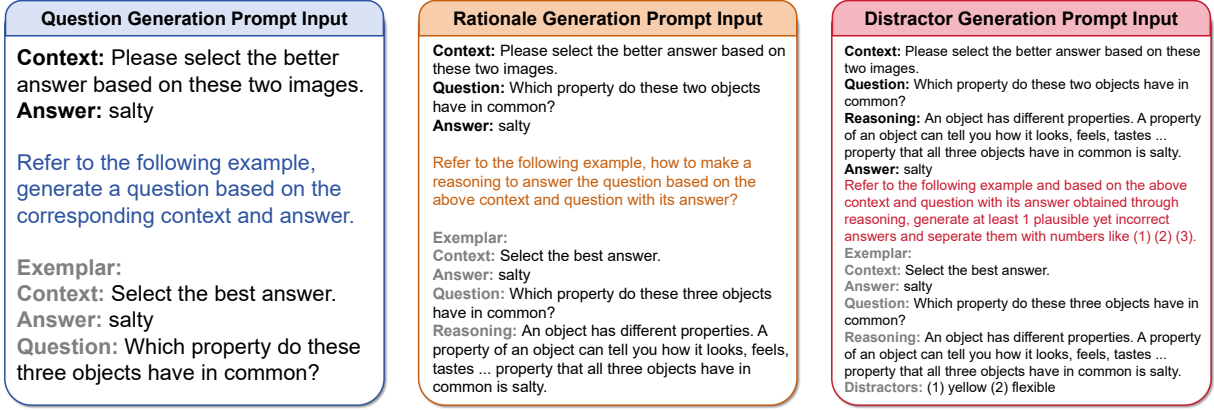 Question Generation Prompt Input
Context: Please select the better
answer based on these two images.
Answer: salty
Refer to the following example,
generate a question based on the
corresponding context and answer.
Exemplar:
Context: Select the best answer.
Answer: salty
Question: Which property do these
three objects have in common?
Rationale Generation Prompt Input
Context: Please select the better answer based on
these two images.
Question: Which property do these two objects
have in common?
Answer: salty
Refer to the following example, how to make a
reasoning to answer the question based on the
above context and question with its answer?
Exemplar:
Context: Select the best answer.
Answer: salty
Question: Which property do these three objects
have in common?
Reasoning: An object has different properties. A
property of an object can tell you how it looks, feels,
tastes ... property that all three objects have in
common is salty.
Distractor Generation Prompt Input
Context: Please select the better answer based on these
two images.
Question: Which property do these two objects have in
common?
Reasoning: An object has different properties. A property
of an object can tell you how it looks, feels, tastes ...
property that all three objects have in common is salty.
Answer: salty
Refer to the following example and based on the above
context and question with its answer obtained through
reasoning, generate at least 1 plausible yet incorrect
answers and seperate them with numbers like (1) (2) (3).
Exemplar:
Context: Select the best answer.
Answer: salty
Question: Which property do these three objects have in
common?
Reasoning: An object has different properties. A property
of an object can tell you how it looks, feels, tastes ...
property that all three objects have in common is salty.
Distractors: (1) yellow (2) flexible